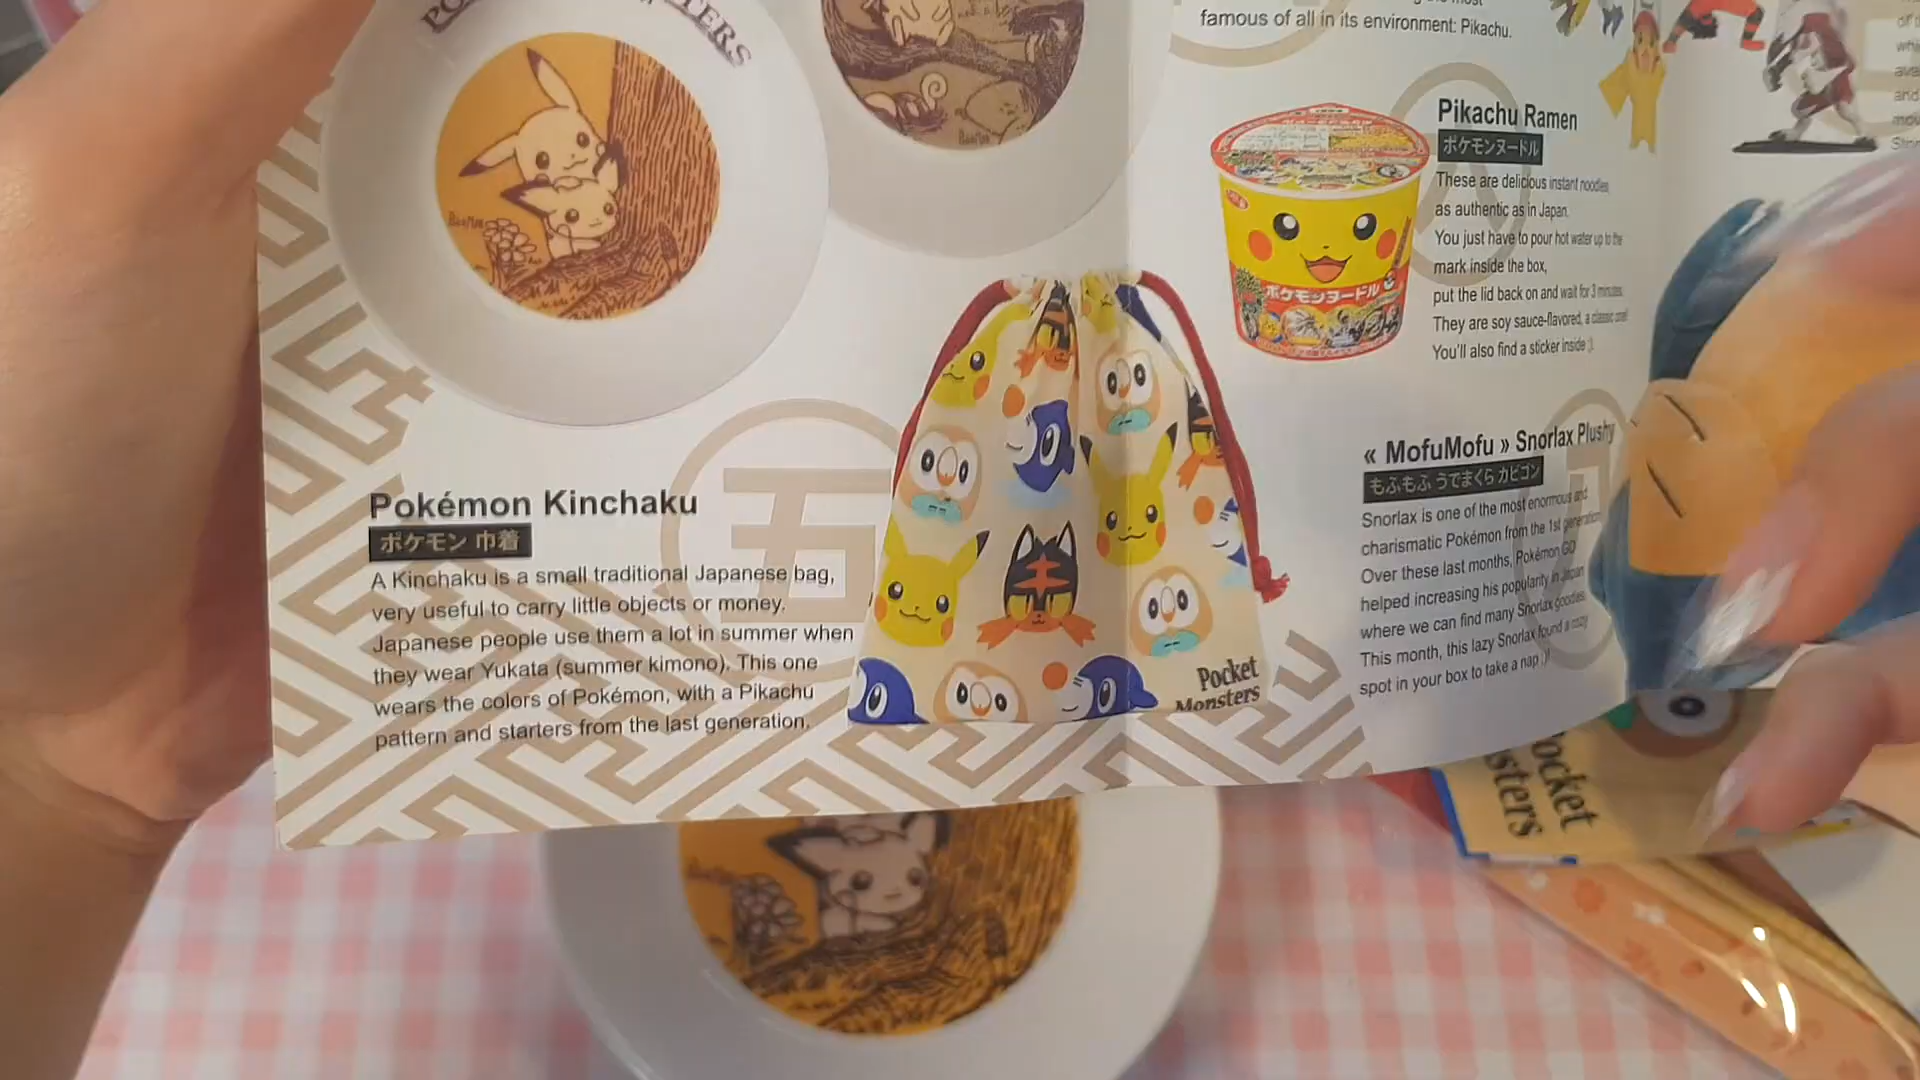 famous of all in its environment: Pikachu.
Pokémon Kinchaku
ポケモン 巾着
A Kinchaku is a small traditional Japanese bag,
very useful to carry little objects or money.
Japanese people use them a lot in summer when
they wear Yukata (summer kimono). This one
wears the colors of Pokémon, with a Pikachu
pattern and starters from the last generation.
五
Pocket
Monsters
Pikachu Ramen
ポケモンヌードル
These are delicious instant noodles
as authentic as in Japan.
You just have to pour hot water up to the
mark inside the box,
put the lid back on and wait for 3 minutes.
They are soy sauce-flavored, a classic one!
You'll also find a sticker inside :)
ポケモンヌードル
« MofuMofu » Snorlax Plushy
もふもふ うでまくら カビゴン
Snorlax is one of the most enormous and
charismatic Pokémon from the 1st generation.
Over these last months, Pokémon GO
helped increasing his popularity in Japan
where we can find many Snorlax goodies.
This month, this lazy Snorlax found a cozy
spot in your box to take a nap ;)